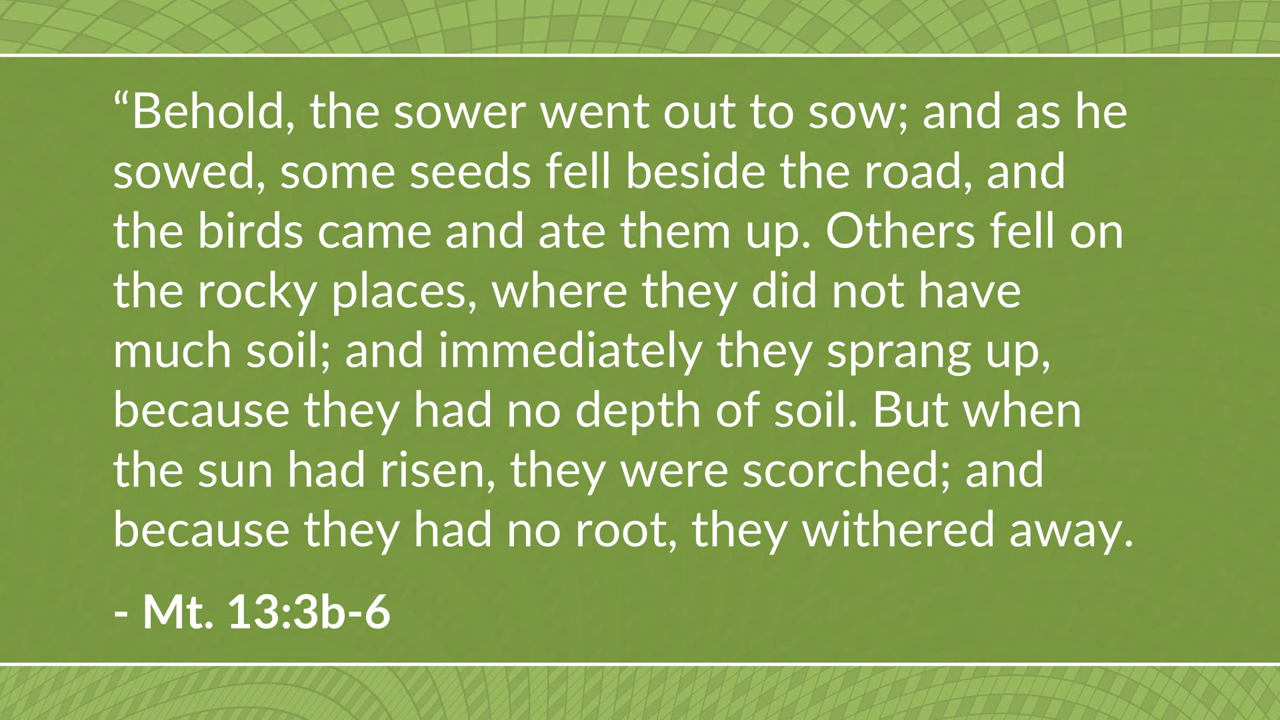 “Behold, the sower went out to sow; and as he
sowed, some seeds fell beside the road, and
the birds came and ate them up. Others fell on
the rocky places, where they did not have
much soil; and immediately they sprang up,
because they had no depth of soil. But when
the sun had risen, they were scorched; and
because they had no root, they withered away.
- Mt. 13:3b-6